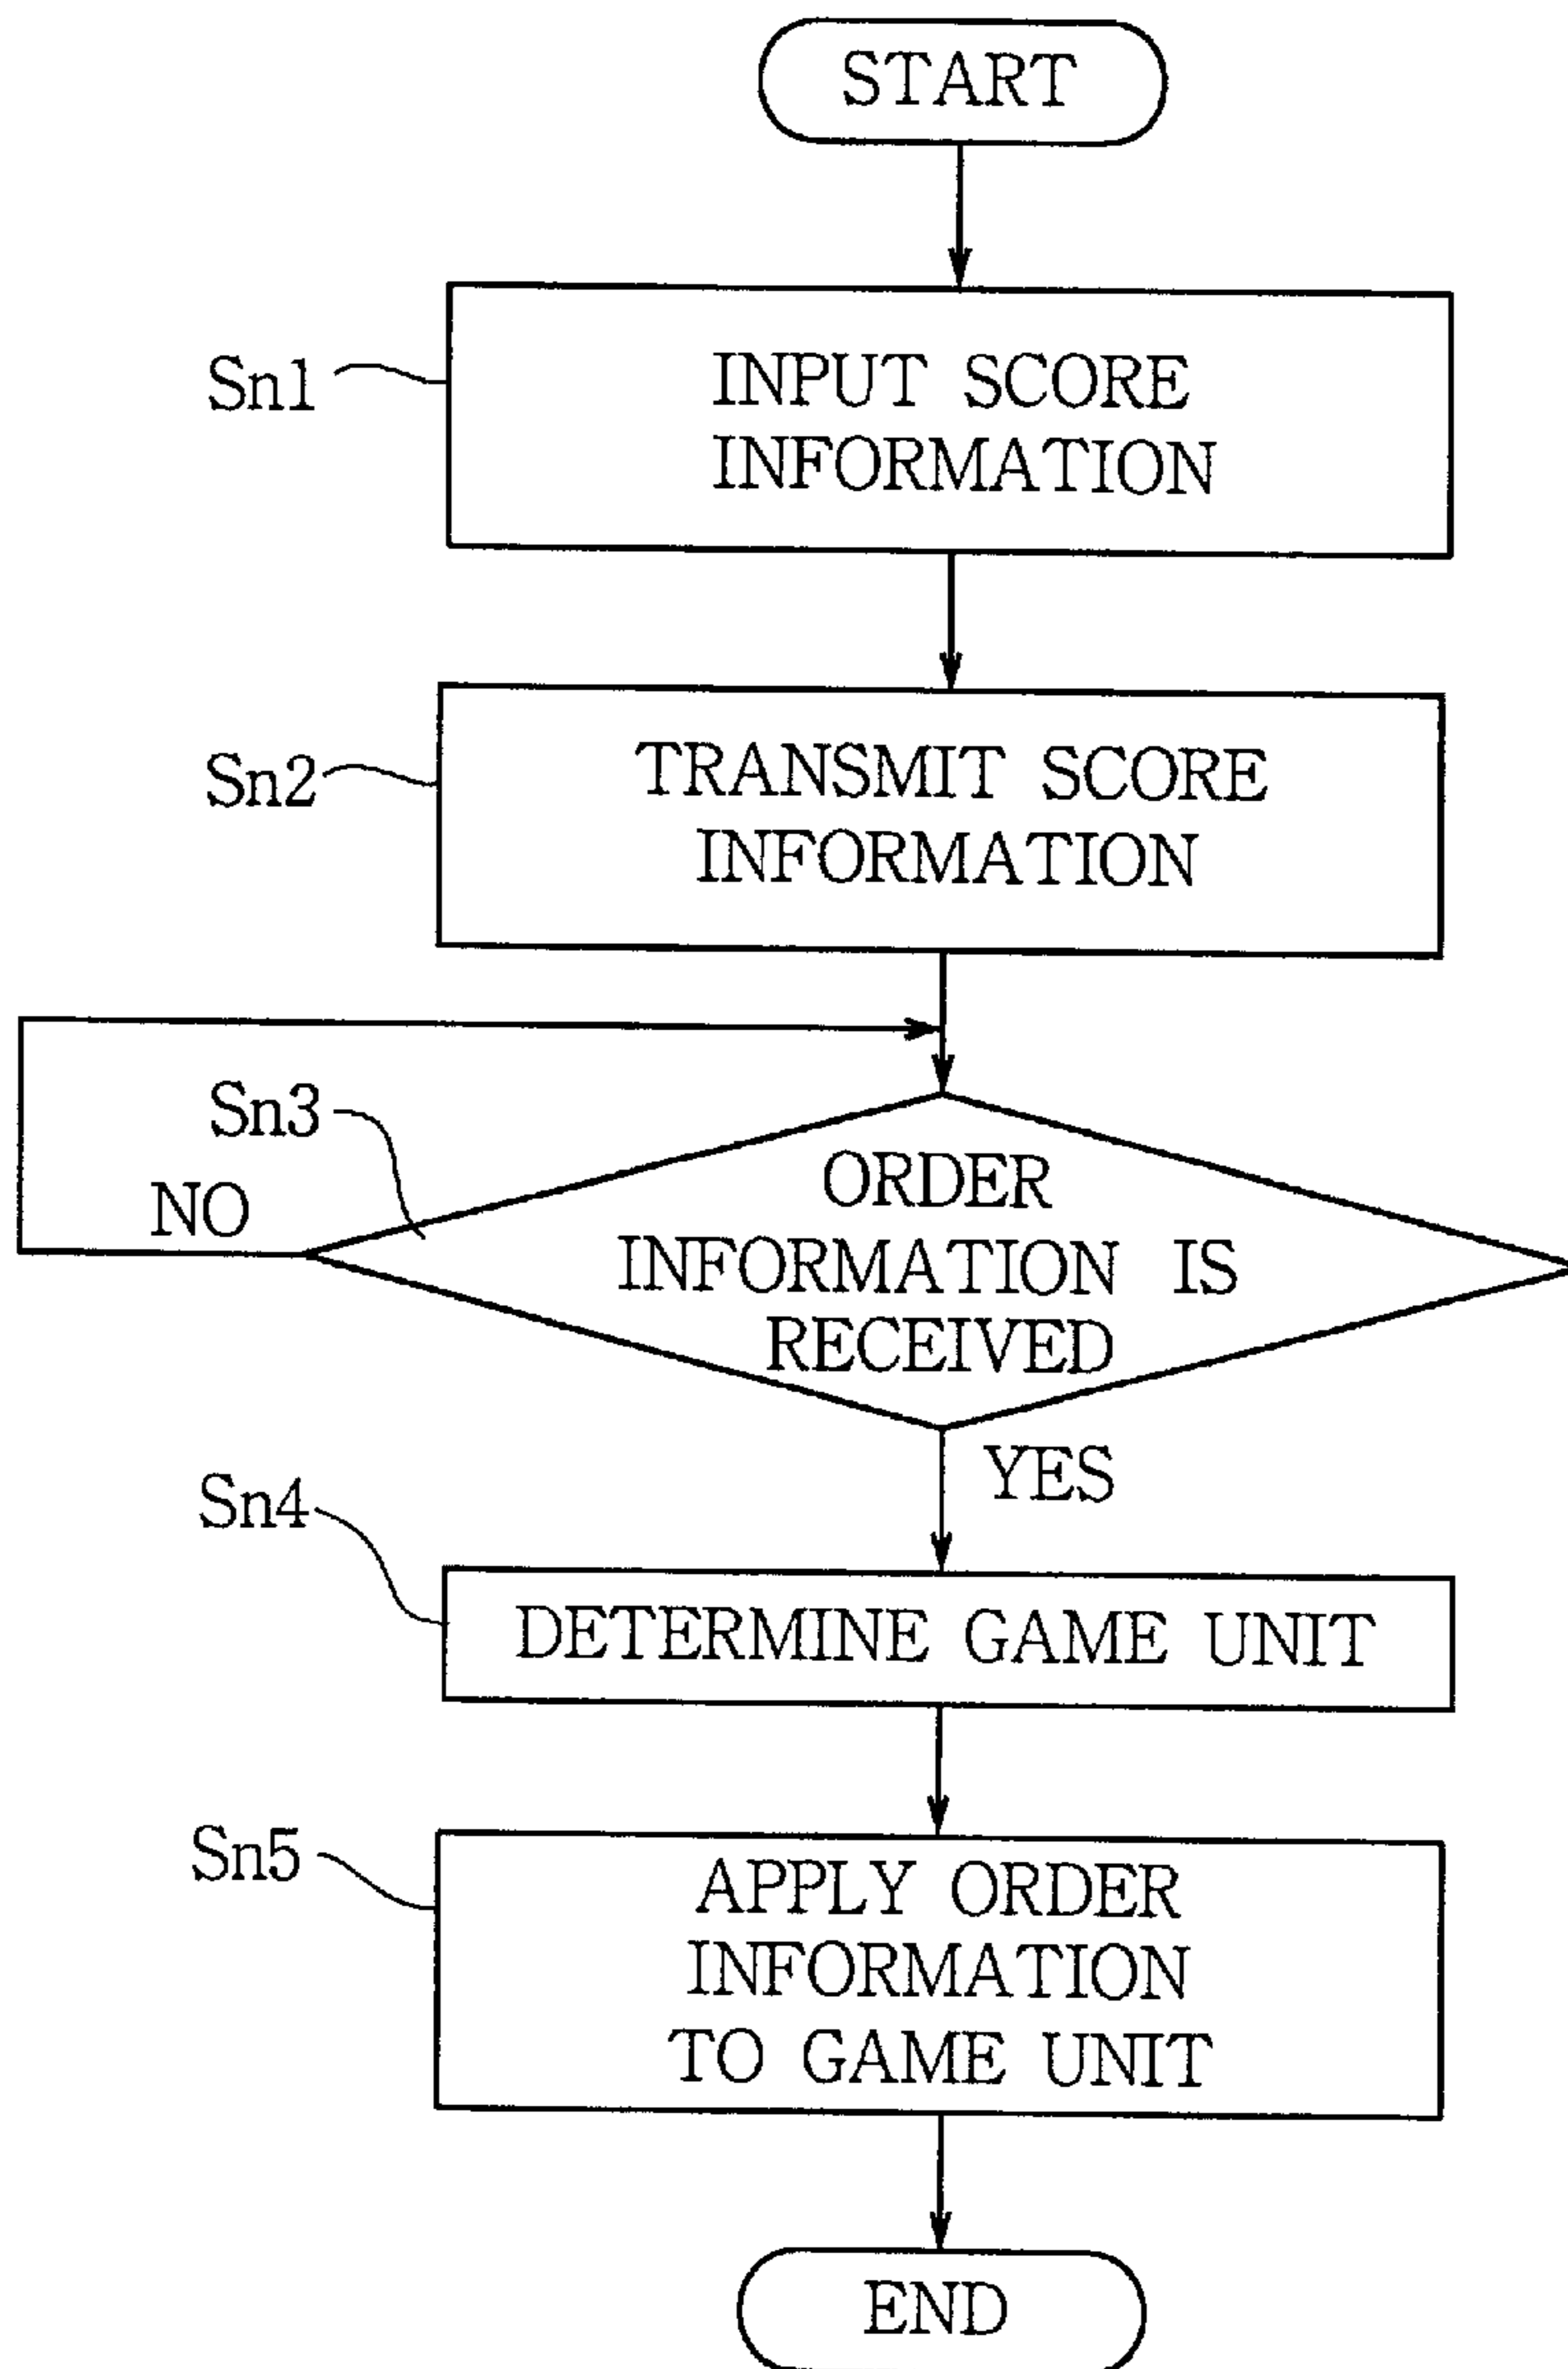 START
Sn1
INPUT SCORE
INFORMATION
Sn2
TRANSMIT SCORE
INFORMATION
Sn3
NO
ORDER
INFORMATION IS
RECEIVED
YES
Sn4
DETERMINE GAME UNIT
Sn5
APPLY ORDER
INFORMATION
TO GAME UNIT
END